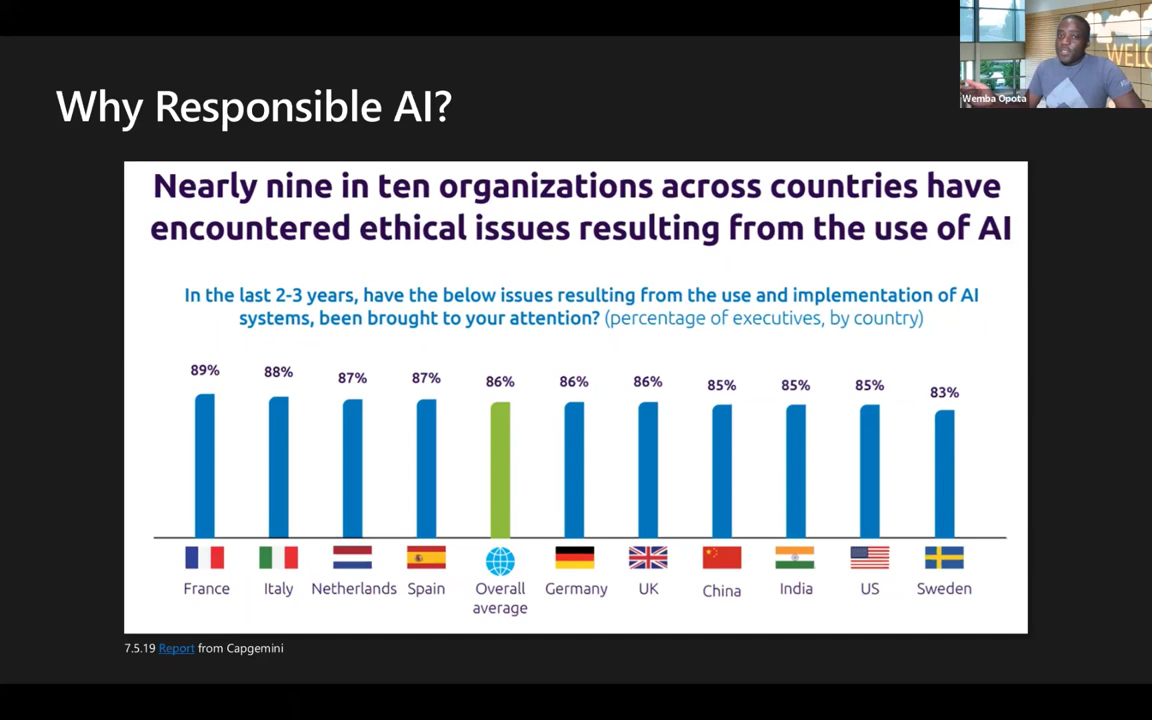 WELC
Wemba Opota
Why Responsible AI?
Nearly nine in ten organizations across countries have
encountered ethical issues resulting from the use of AI
In the last 2-3 years, have the below issues resulting from the use and implementation of AI
systems, been brought to your attention? (percentage of executives, by country)
89% 88% 87% 87% 86% 86% 86% 85% 85% 85% 83%
France Italy Netherlands Spain Overall Germany UK China India US Sweden
average
7.5.19 Report from Capgemini